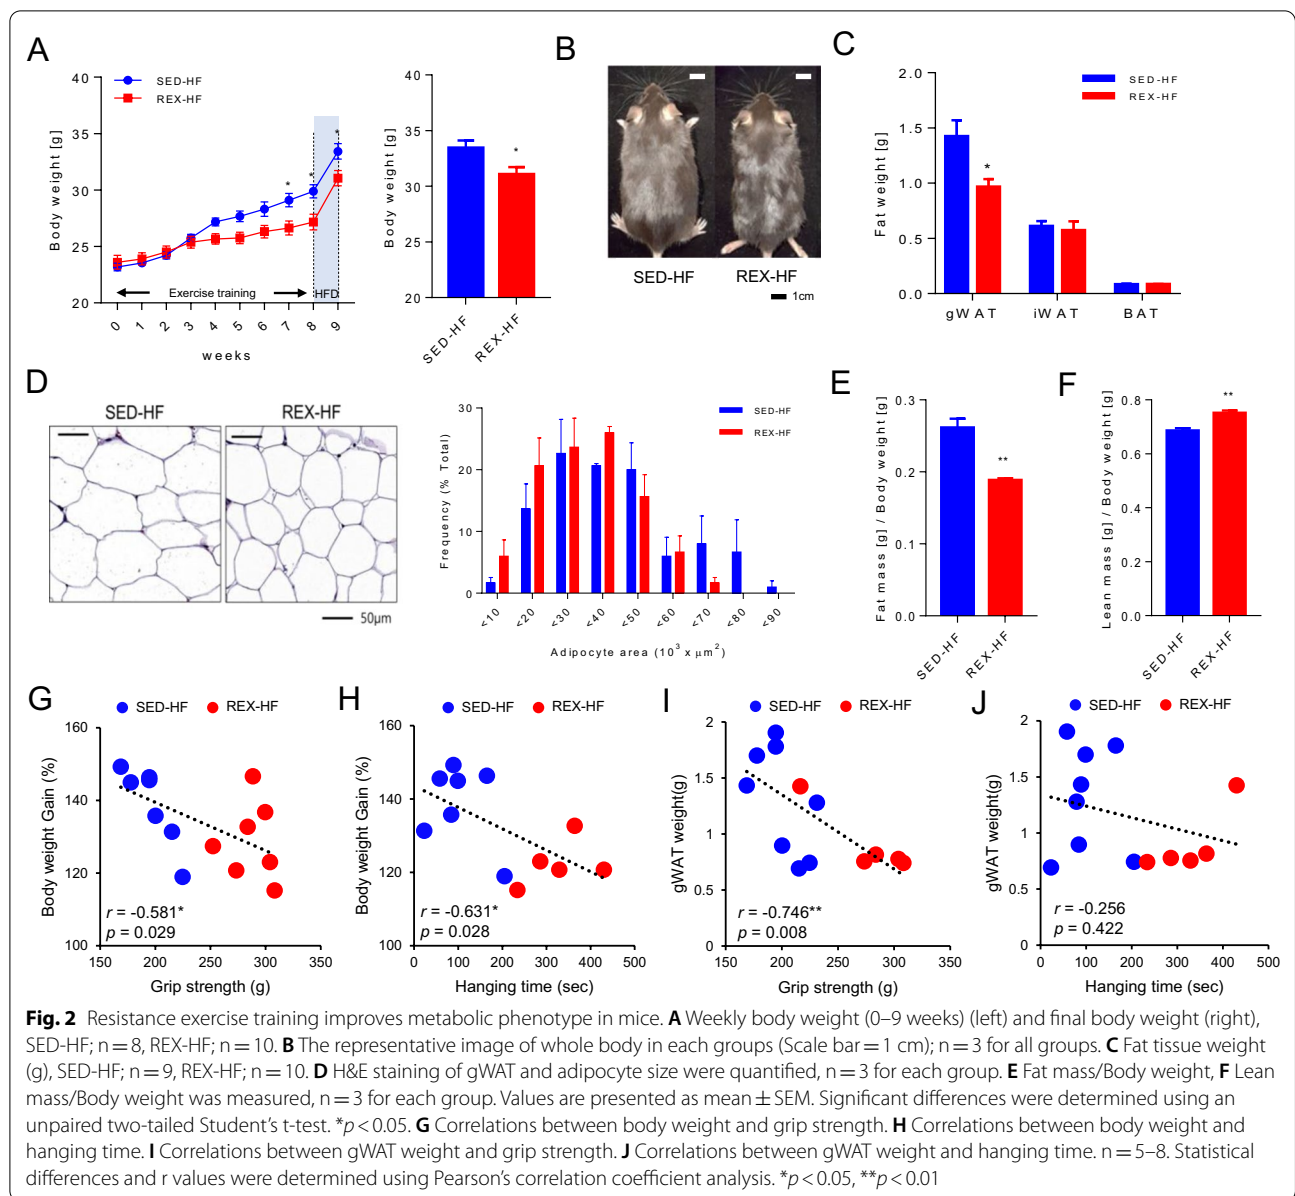 A
SED-HF
REX-HF
Body weight [g]
40
35
30
25
20
*
*
*
Exercise training
HFD
0 1 2 3 4 5 6 7 8 9
weeks
Body weight [g]
40
35
30
25
20
*
SED-HF
REX-HF
B
SED-HF
REX-HF
1cm
C
SED-HF
REX-HF
Fat weight [g]
2.0
1.5
1.0
0.5
0.0
*
gWAT
iWAT
BAT
D
SED-HF
REX-HF
50µm
SED-HF
REX-HF
Frequency (% Total)
30
20
10
0
<10 <20 <30 <40 <50 <60 <70 <80 <90
Adipocyte area (10³ x µm²)
E
Fat mass [g] / Body weight [g]
0.3
0.2
0.1
0.0
**
SED-HF
REX-HF
F
Lean mass [g] / Body weight [g]
0.8
0.6
0.4
0.2
0.0
**
SED-HF
REX-HF
G
SED-HF
REX-HF
Body weight Gain (%)
160
140
120
100
r = -0.581*
p = 0.029
150 200 250 300 350
Grip strength (g)
H
SED-HF
REX-HF
Body weight Gain (%)
160
140
120
100
r = -0.631*
p = 0.028
0 100 200 300 400 500
Hanging time (sec)
I
SED-HF
REX-HF
gWAT weight(g)
2
1.5
1
0.5
0
r = -0.746**
p = 0.008
150 200 250 300 350
Grip strength (g)
J
SED-HF
REX-HF
gWAT weight(g)
2
1.5
1
0.5
0
r = -0.256
p = 0.422
0 100 200 300 400 500
Hanging time (sec)
Fig. 2 Resistance exercise training improves metabolic phenotype in mice. A Weekly body weight (0–9 weeks) (left) and final body weight (right),
SED-HF; n = 8, REX-HF; n = 10. B The representative image of whole body in each groups (Scale bar = 1 cm); n = 3 for all groups. C Fat tissue weight
(g), SED-HF; n = 9, REX-HF; n = 10. D H&E staining of gWAT and adipocyte size were quantified, n = 3 for each group. E Fat mass/Body weight, F Lean
mass/Body weight was measured, n = 3 for each group. Values are presented as mean ± SEM. Significant differences were determined using an
unpaired two-tailed Student's t-test. *p < 0.05. G Correlations between body weight and grip strength. H Correlations between body weight and
hanging time. I Correlations between gWAT weight and grip strength. J Correlations between gWAT weight and hanging time. n = 5–8. Statistical
differences and r values were determined using Pearson's correlation coefficient analysis. *p < 0.05, **p < 0.01